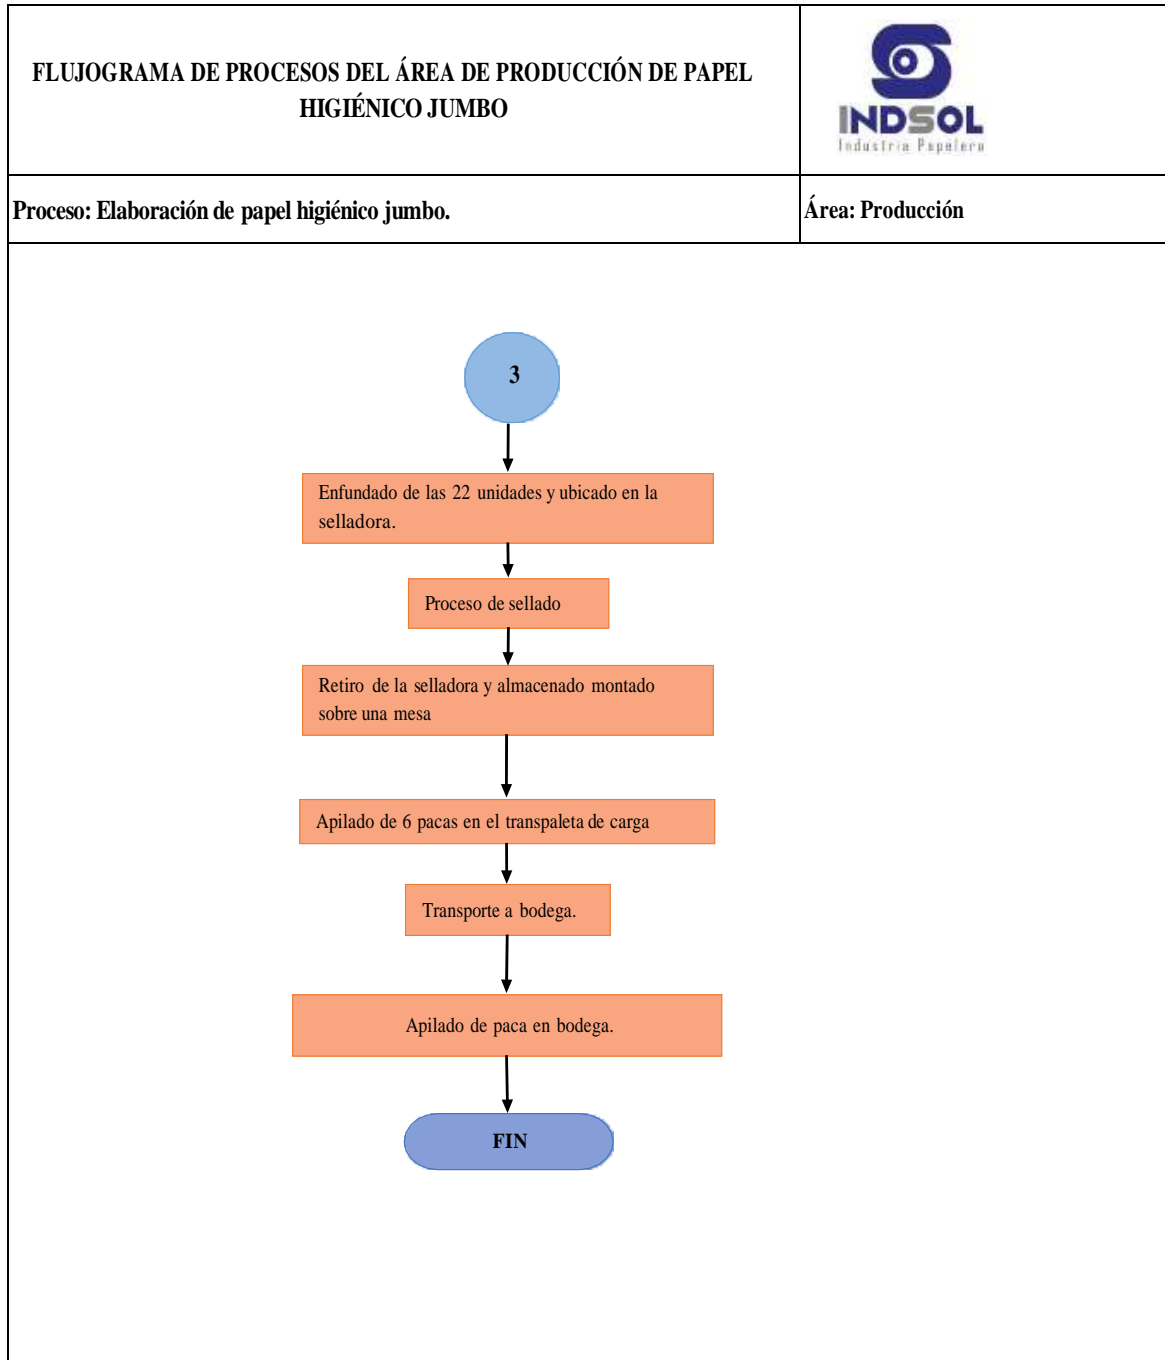 FLUJOGRAMA DE PROCESOS DEL ÁREA DE PRODUCCIÓN DE PAPEL
HIGIÉNICO JUMBO
INDSOL
Industria Papelera
Proceso: Elaboración de papel higiénico jumbo.
Área: Producción
3
Enfundado de las 22 unidades y ubicado en la
selladora.
Proceso de sellado
Retiro de la selladora y almacenado montado
sobre una mesa
Apilado de 6 pacas en el transpaleta de carga
Transporte a bodega.
Apilado de paca en bodega.
FIN